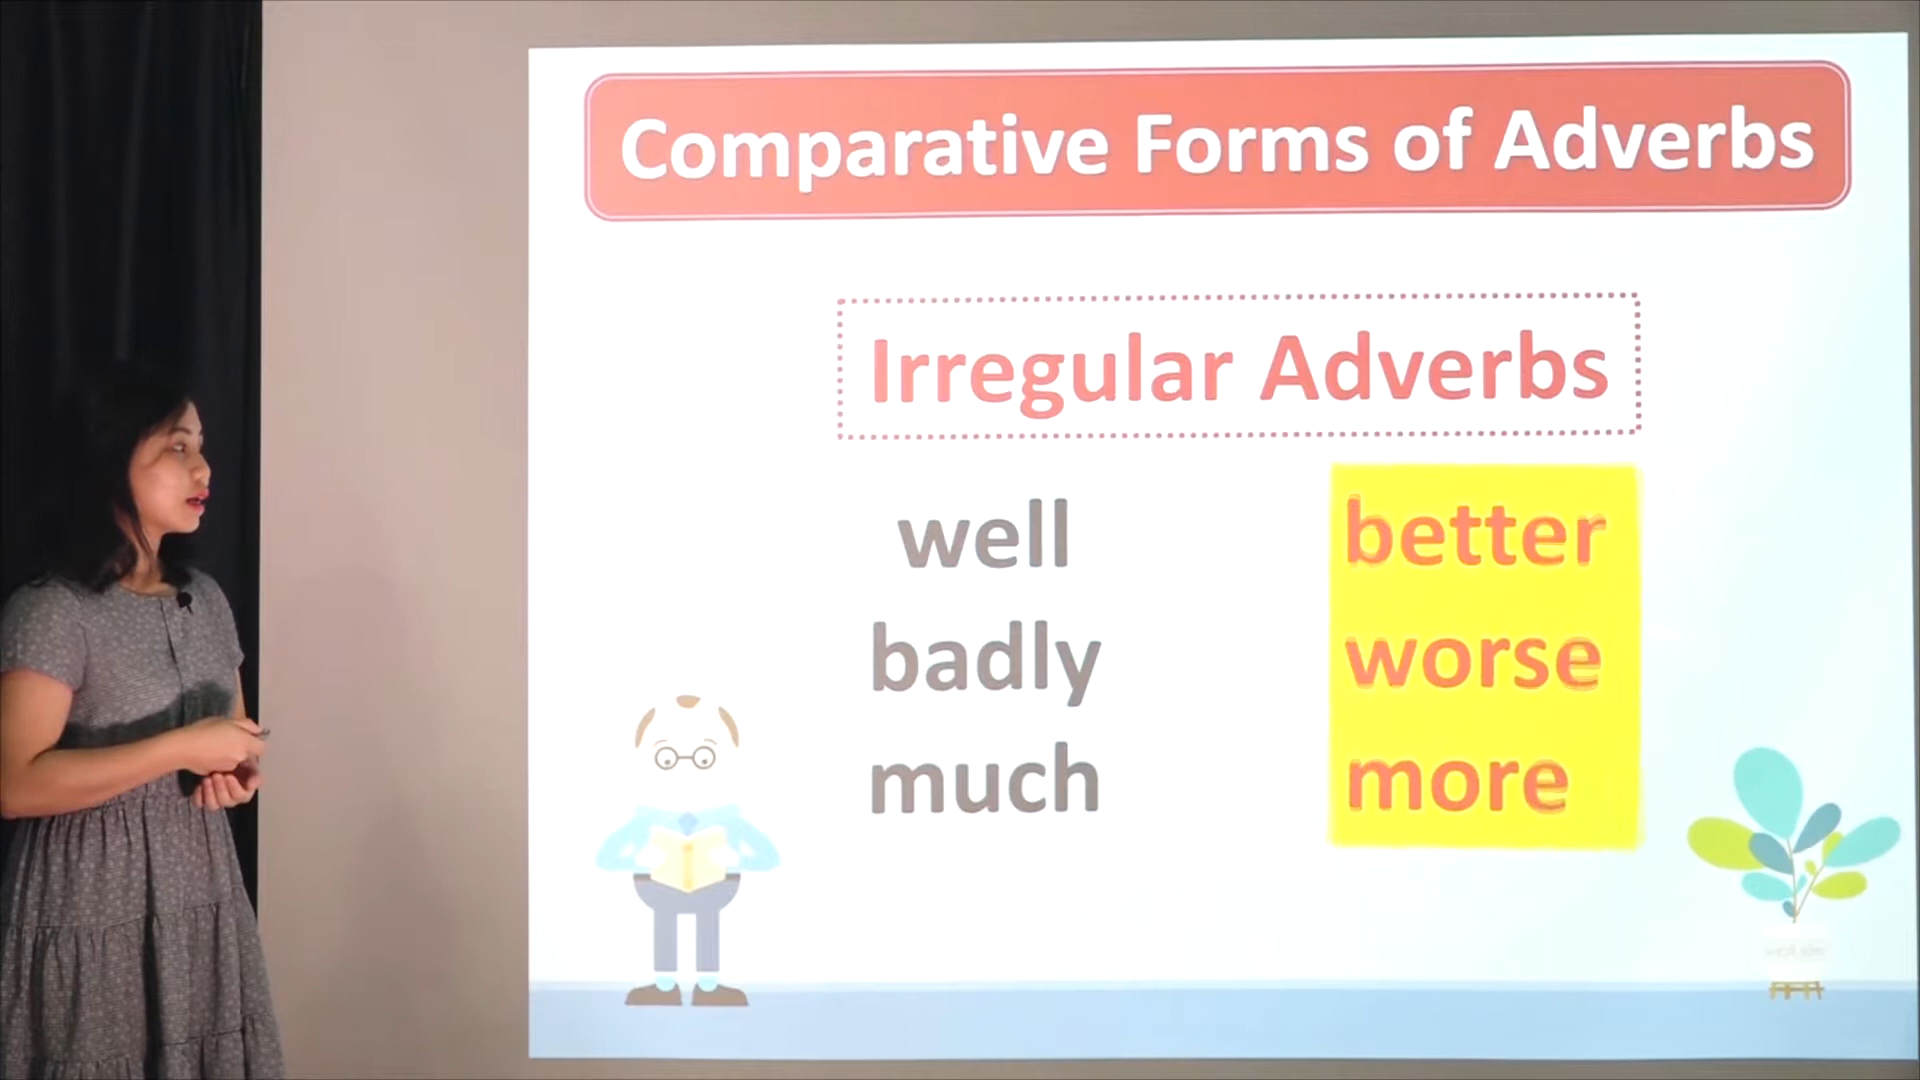 Comparative Forms of Adverbs
Irregular Adverbs
well better
badly worse
much more